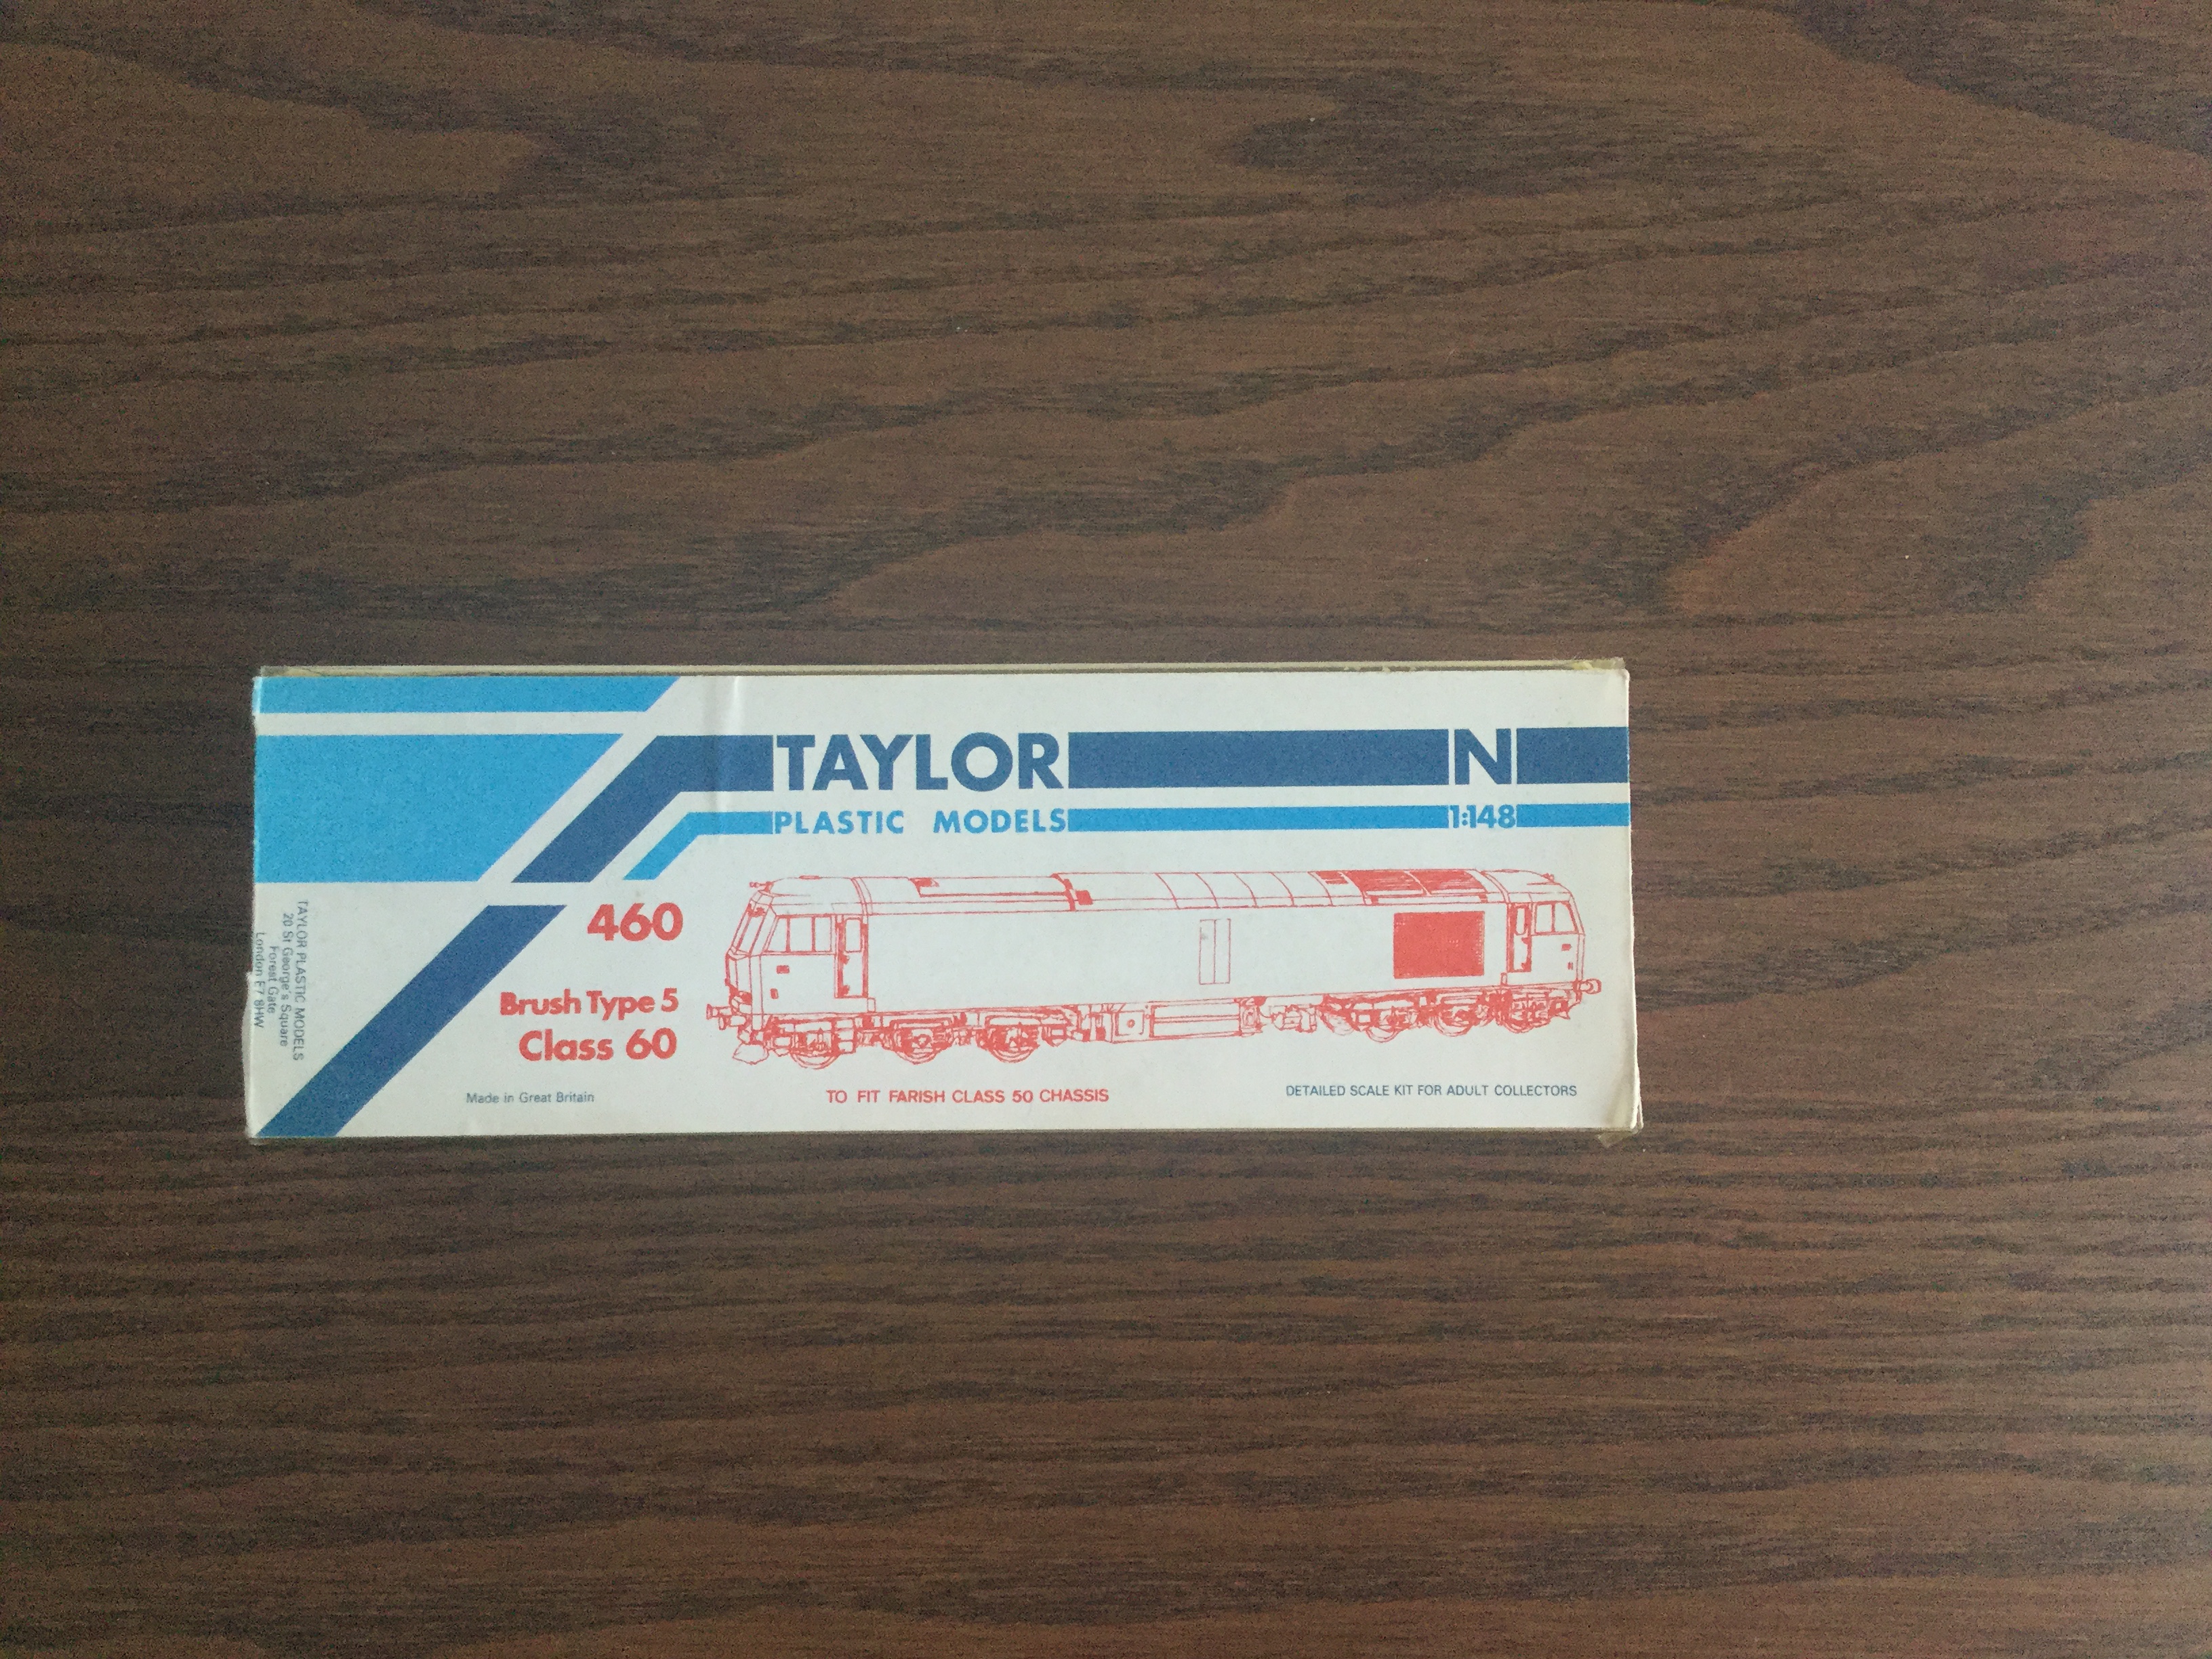 TAYLOR
N
PLASTIC MODELS
1:148
460
Brush Type 5
Class 60
TAYLOR PLASTIC MODELS
20 St George's Square
Forest Gate
London E7 8HW
Made in Great Britain
TO FIT FARISH CLASS 50 CHASSIS
DETAILED SCALE KIT FOR ADULT COLLECTORS